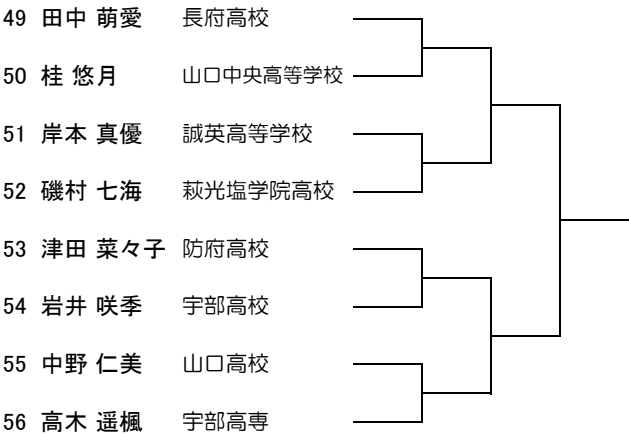 49 田中 萌愛 長府高校
50 桂 悠月 山口中央高等学校
51 岸本 真優 誠英高等学校
52 磯村 七海 萩光塩学院高校
53 津田 菜々子 防府高校
54 岩井 咲季 宇部高校
55 中野 仁美 山口高校
56 高木 遥楓 宇部高専